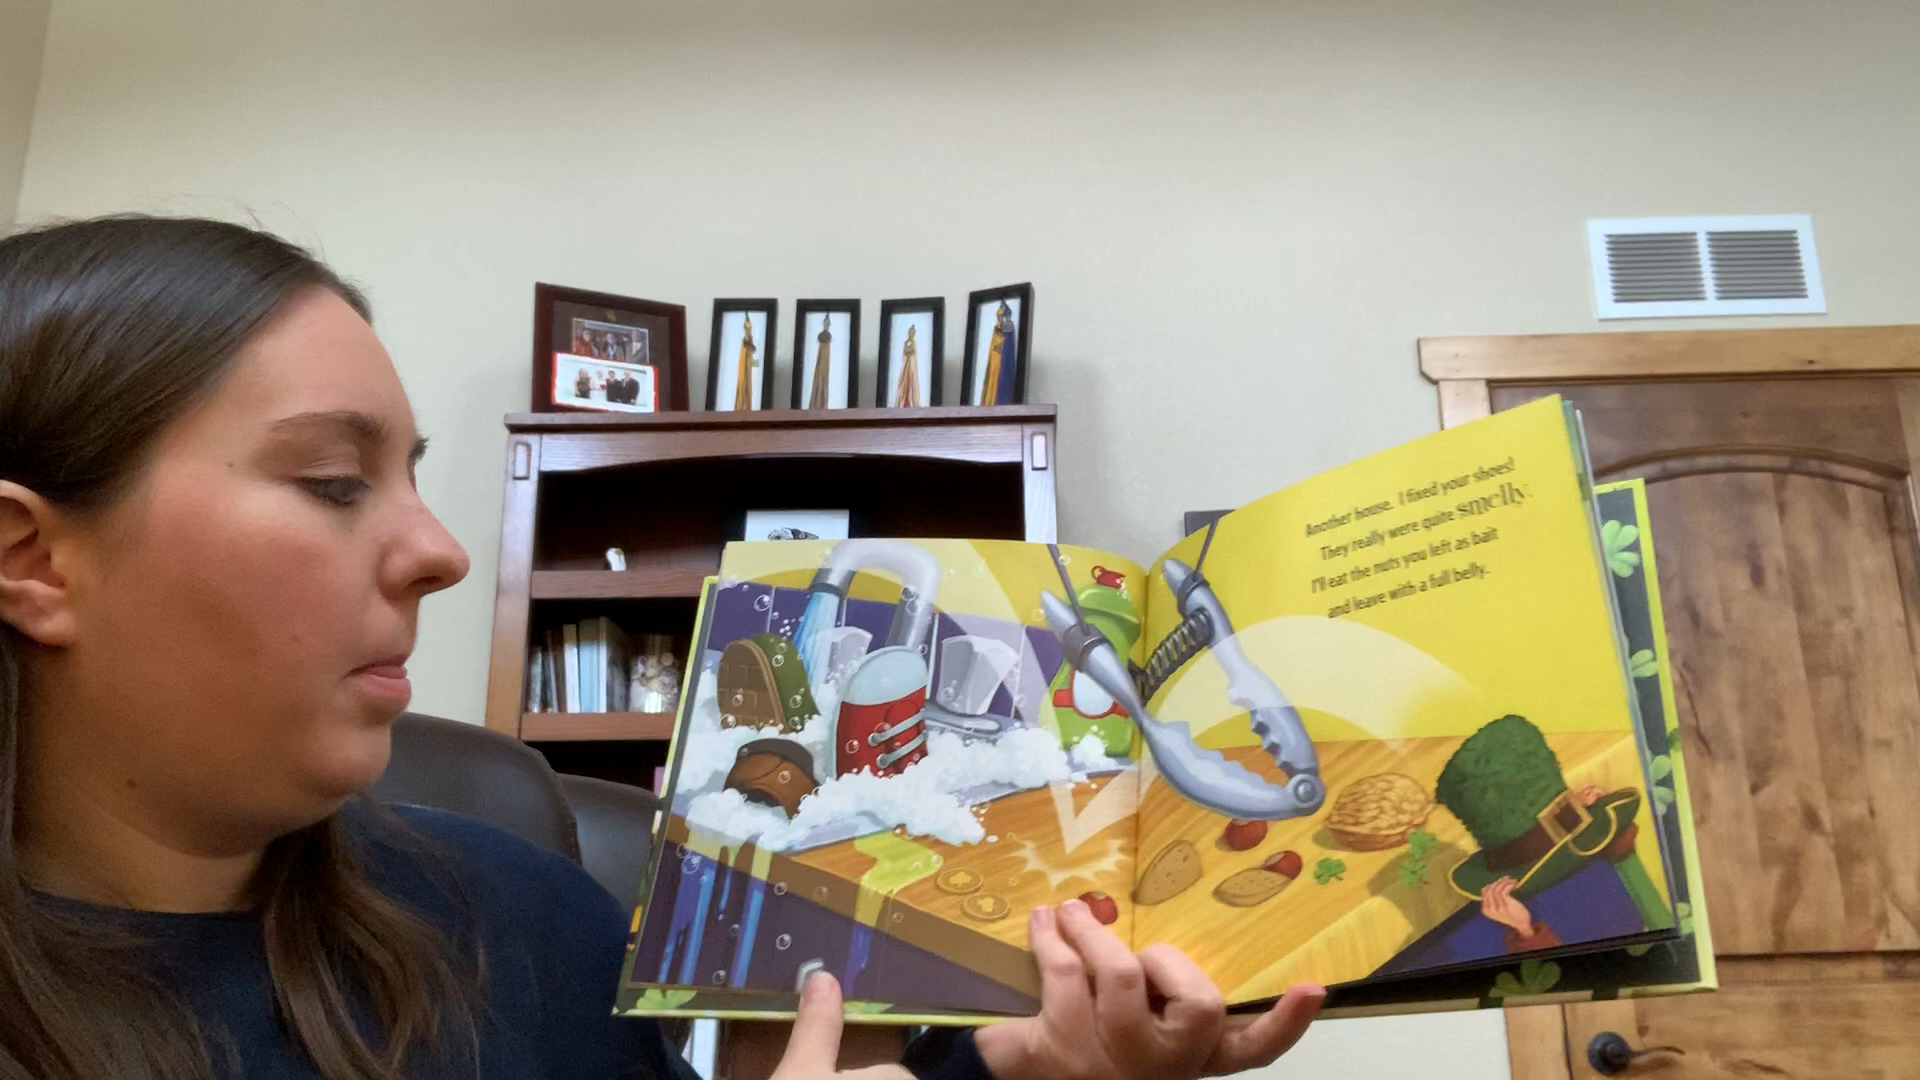 Another house. I fixed your shoes!
They really were quite smelly.
I'll eat the nuts you left as bait
and leave with a full belly.